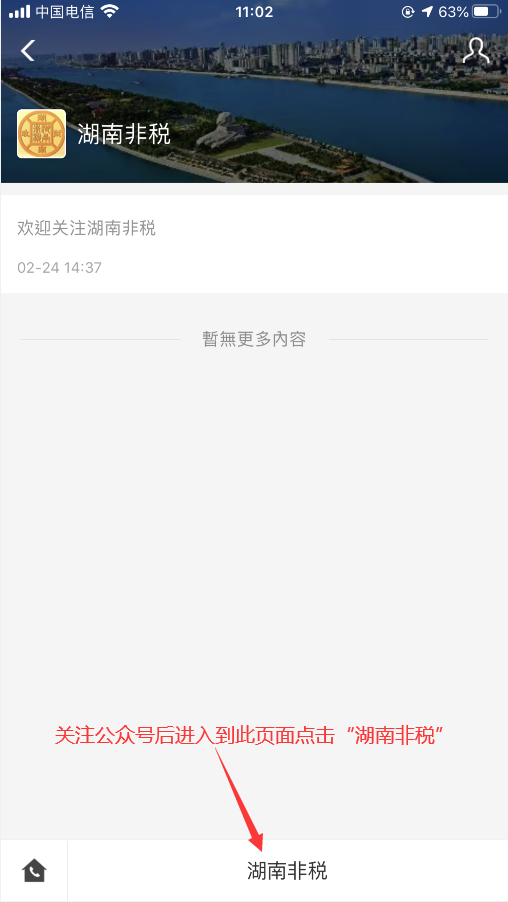 中国电信 11:02 63%
湖南非税
欢迎关注湖南非税
02-24 14:37
暫無更多內容
关注公众号后进入到此页面点击“湖南非税”
湖南非税